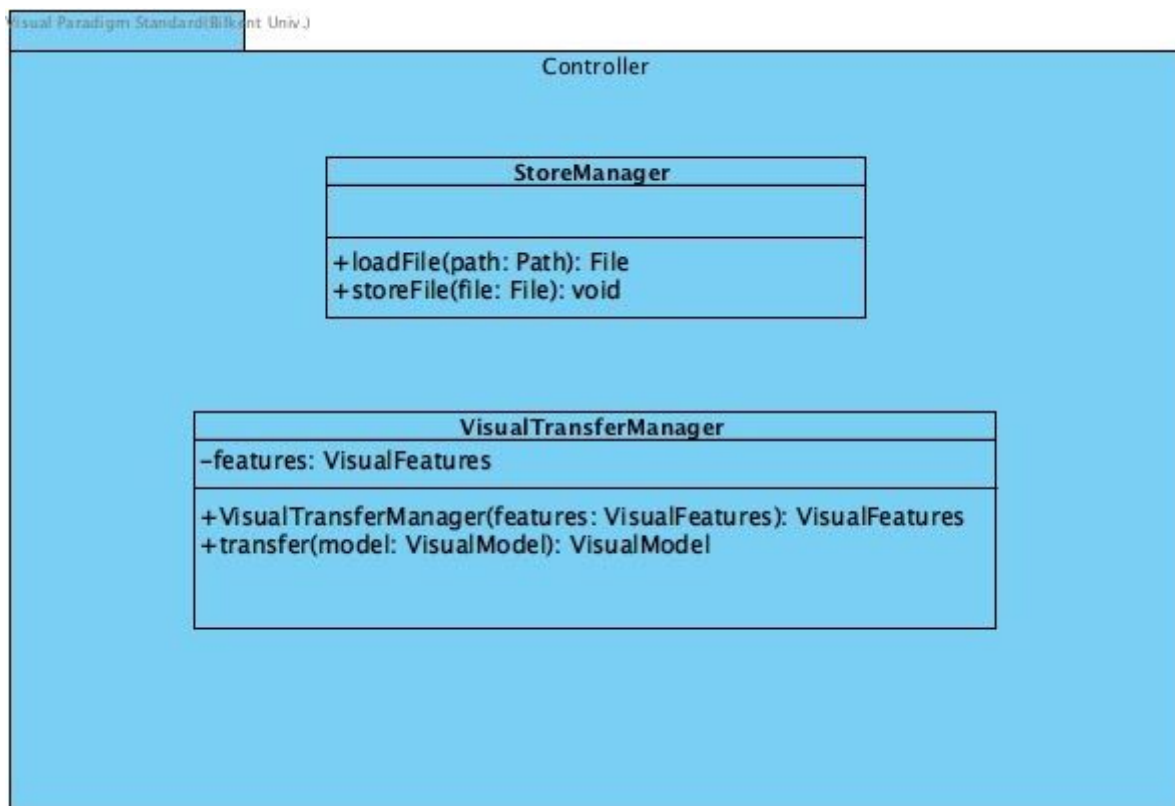 Visual Paradigm Standard(Bilkent Univ.)
Controller
StoreManager
+loadFile(path: Path): File
+storeFile(file: File): void
VisualTransferManager
-features: VisualFeatures
+VisualTransferManager(features: VisualFeatures): VisualFeatures
+transfer(model: VisualModel): VisualModel